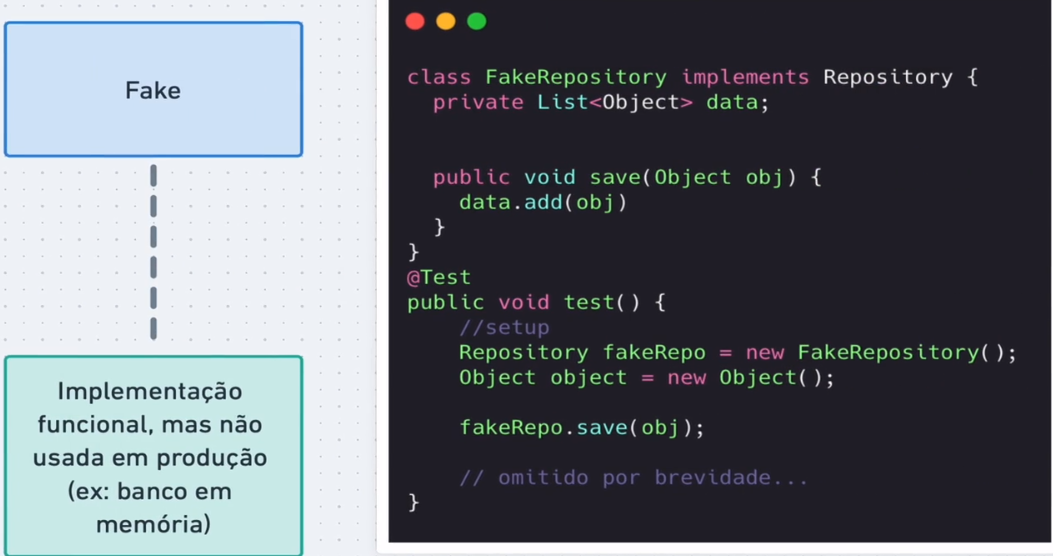 Fake
Implementação
funcional, mas não
usada em produção
(ex: banco em
memória)
class FakeRepository implements Repository {
  private List<Object> data;

  public void save(Object obj) {
    data.add(obj)
  }
}
@Test
public void test() {
    //setup
    Repository fakeRepo = new FakeRepository();
    Object object = new Object();

    fakeRepo.save(obj);

    // omitido por brevidade...
}